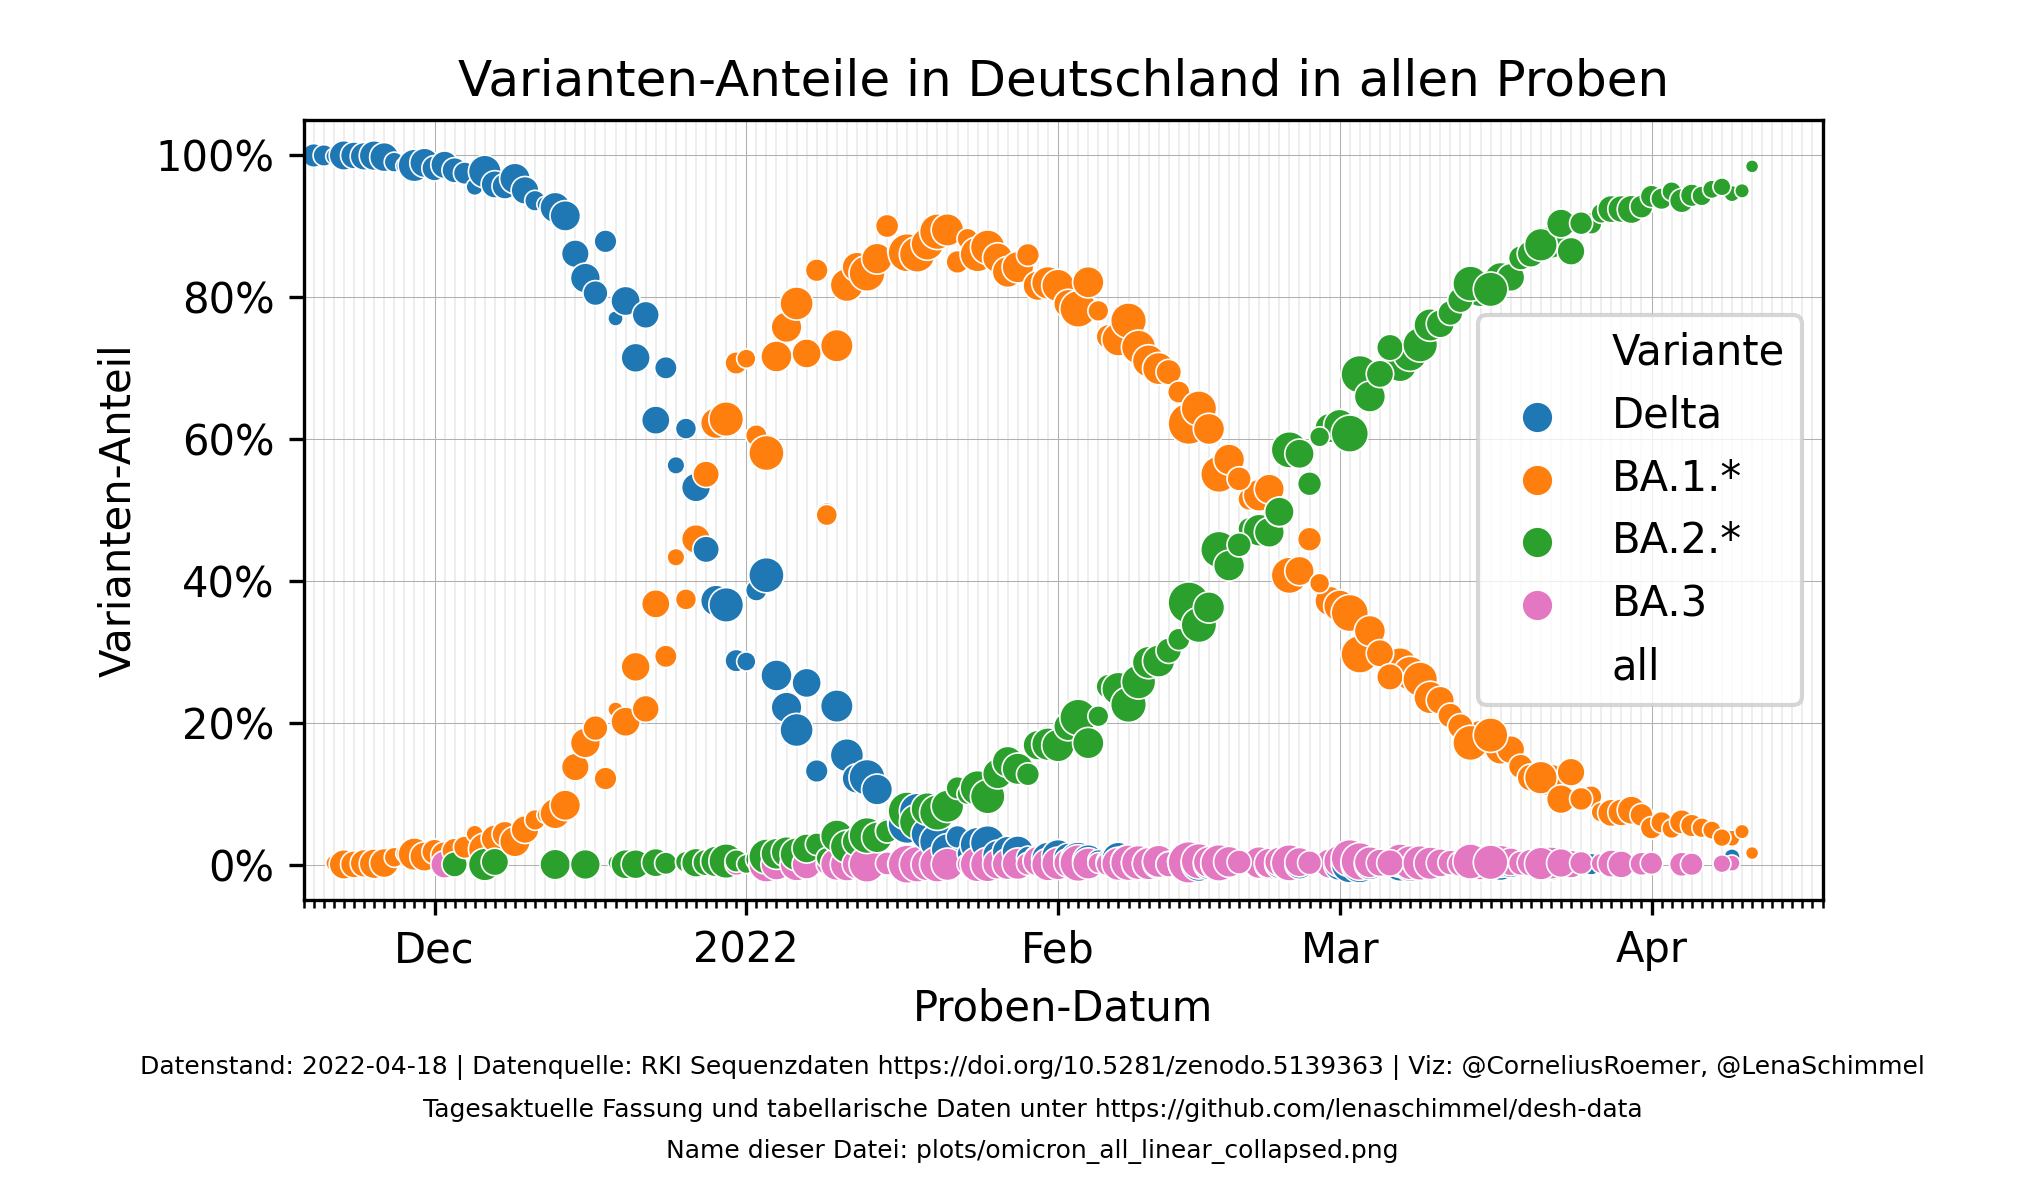 Varianten-Anteile in Deutschland in allen Proben
100%
80%
60%
40%
20%
0%
Varianten-Anteil
Variante
Delta
BA.1.*
BA.2.*
BA.3
all
Dec
2022
Feb
Mar
Apr
Proben-Datum
Datenstand: 2022-04-18 | Datenquelle: RKI Sequenzdaten https://doi.org/10.5281/zenodo.5139363 | Viz: @CorneliusRoemer, @LenaSchimmel
Tagesaktuelle Fassung und tabellarische Daten unter https://github.com/lenaschimmel/desh-data
Name dieser Datei: plots/omicron_all_linear_collapsed.png